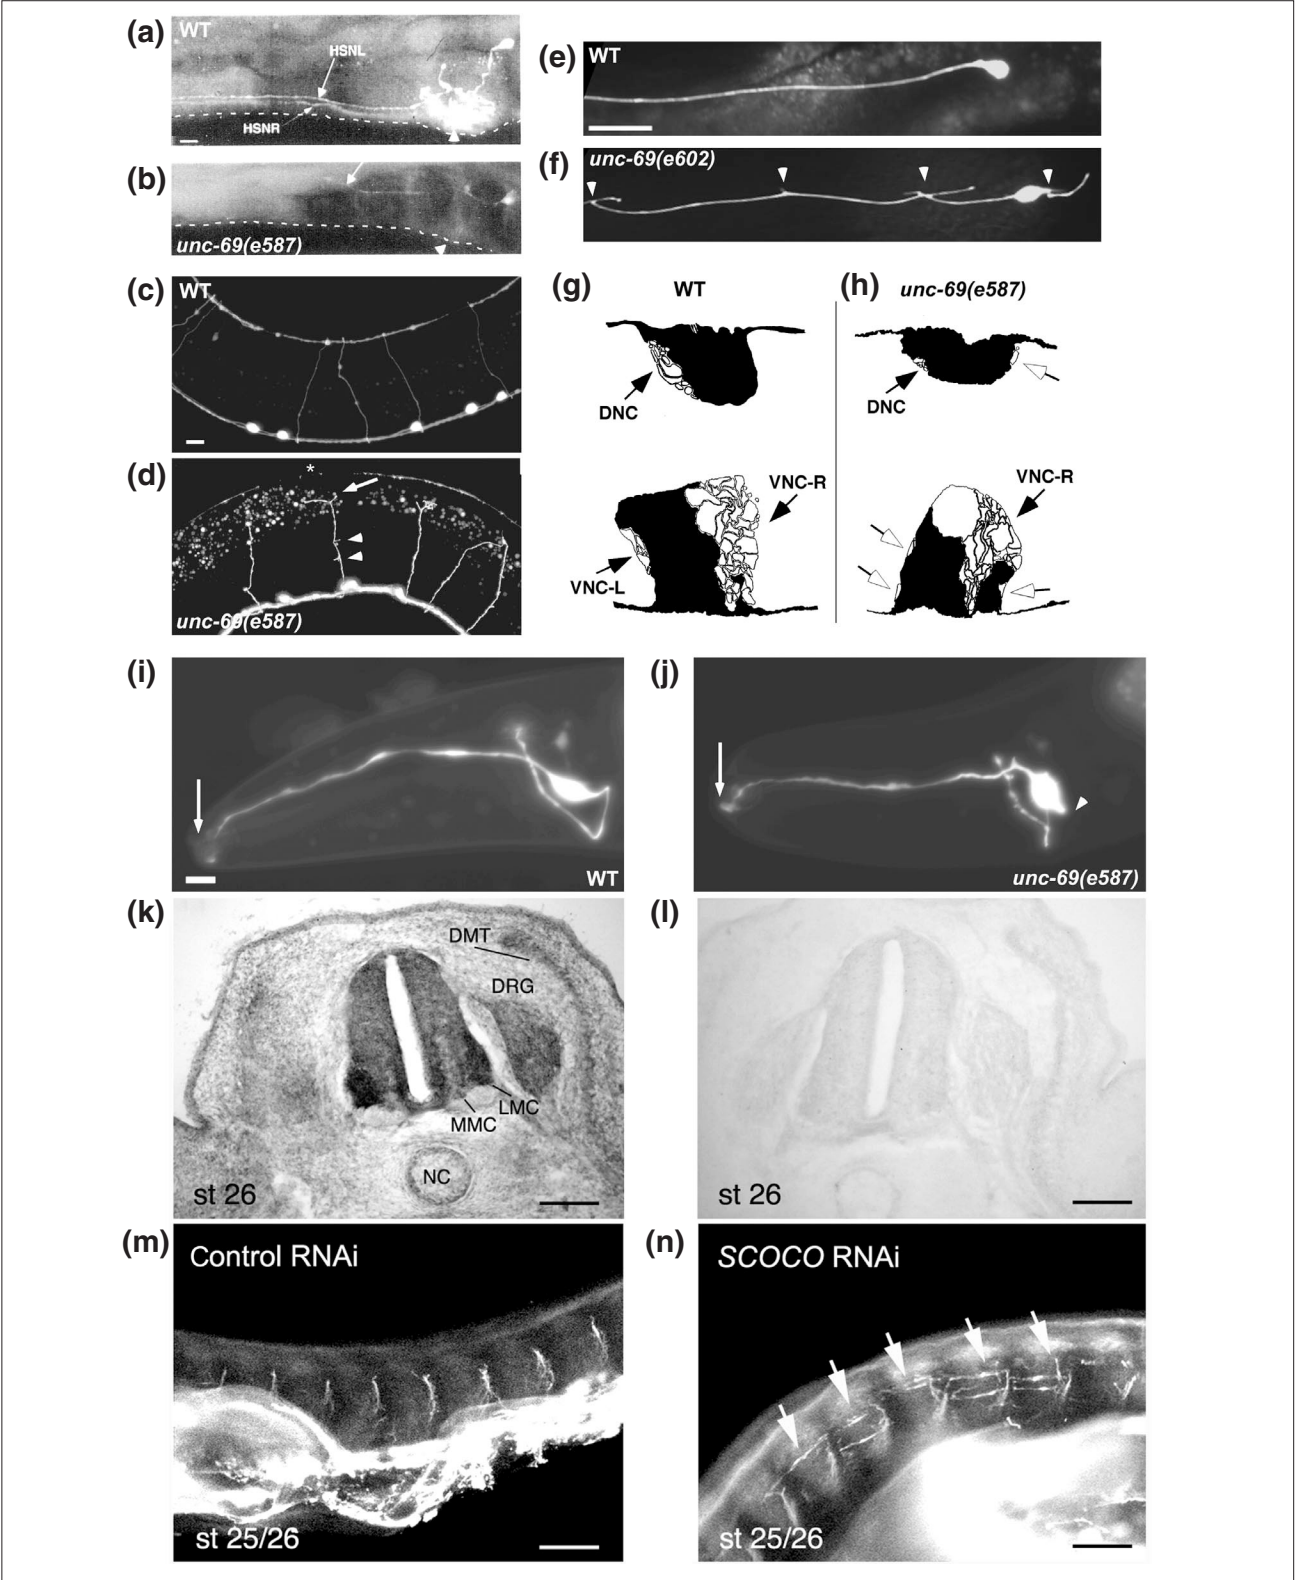 (a)
WT
HSNL
HSNR
(b)
unc-69(e587)
(c)
WT
(d)
*
unc-69(e587)
(e)
WT
(f)
unc-69(e602)
(g)
WT
DNC
VNC-R
VNC-L
(h)
unc-69(e587)
DNC
VNC-R
(i)
WT
(j)
unc-69(e587)
(k)
DMT
DRG
LMC
MMC
NC
st 26
(l)
st 26
(m)
Control RNAi
st 25/26
(n)
SCOCO RNAi
st 25/26